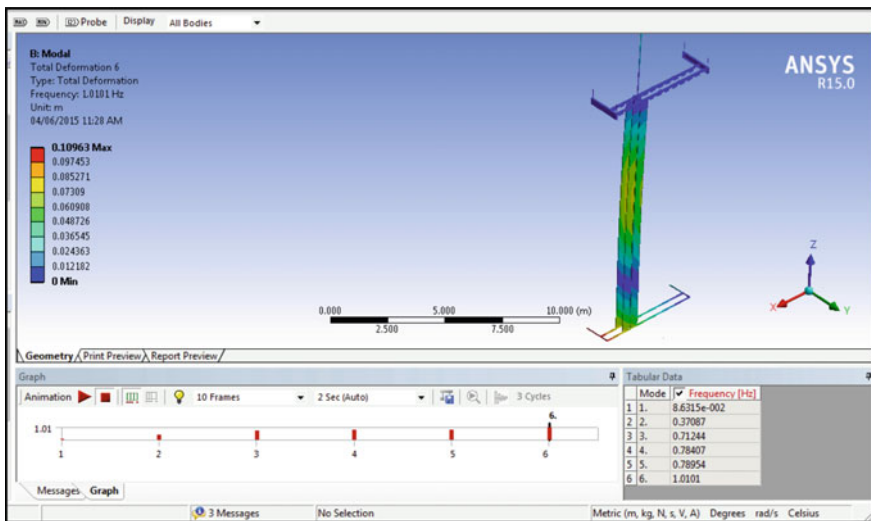 MAX MIN Probe Display All Bodies
B: Modal
Total Deformation 6
Type: Total Deformation
Frequency: 1.0101 Hz
Unit: m
04/06/2015 11:28 AM
ANSYS
R15.0
0.10963 Max
0.097453
0.085271
0.07309
0.060908
0.048726
0.036545
0.024363
0.012182
0 Min
Z
X
Y
0.000 5.000 10.000 (m)
2.500 7.500
Geometry Print Preview Report Preview
Graph
Animation 10 Frames 2 Sec (Auto) 3 Cycles
6.
1.01
1 2 3 4 5 6
Messages Graph
Tabular Data
Mode Frequency [Hz]
1 1. 8.6315e-002
2 2. 0.37087
3 3. 0.71244
4 4. 0.78407
5 5. 0.78954
6 6. 1.0101
3 Messages No Selection Metric (m, kg, N, s, V, A) Degrees rad/s Celsius